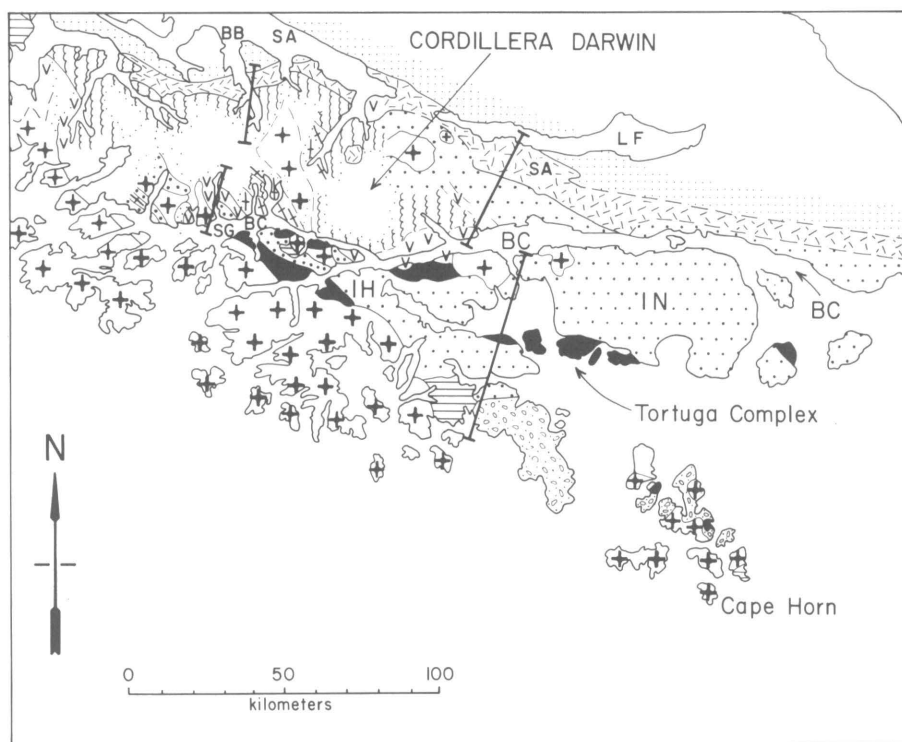 BB
SA
CORDILLERA DARWIN
LF
SA
BC
SG
BC
IH
IN
BC
Tortuga Complex
N
Cape Horn
0 50 100
kilometers